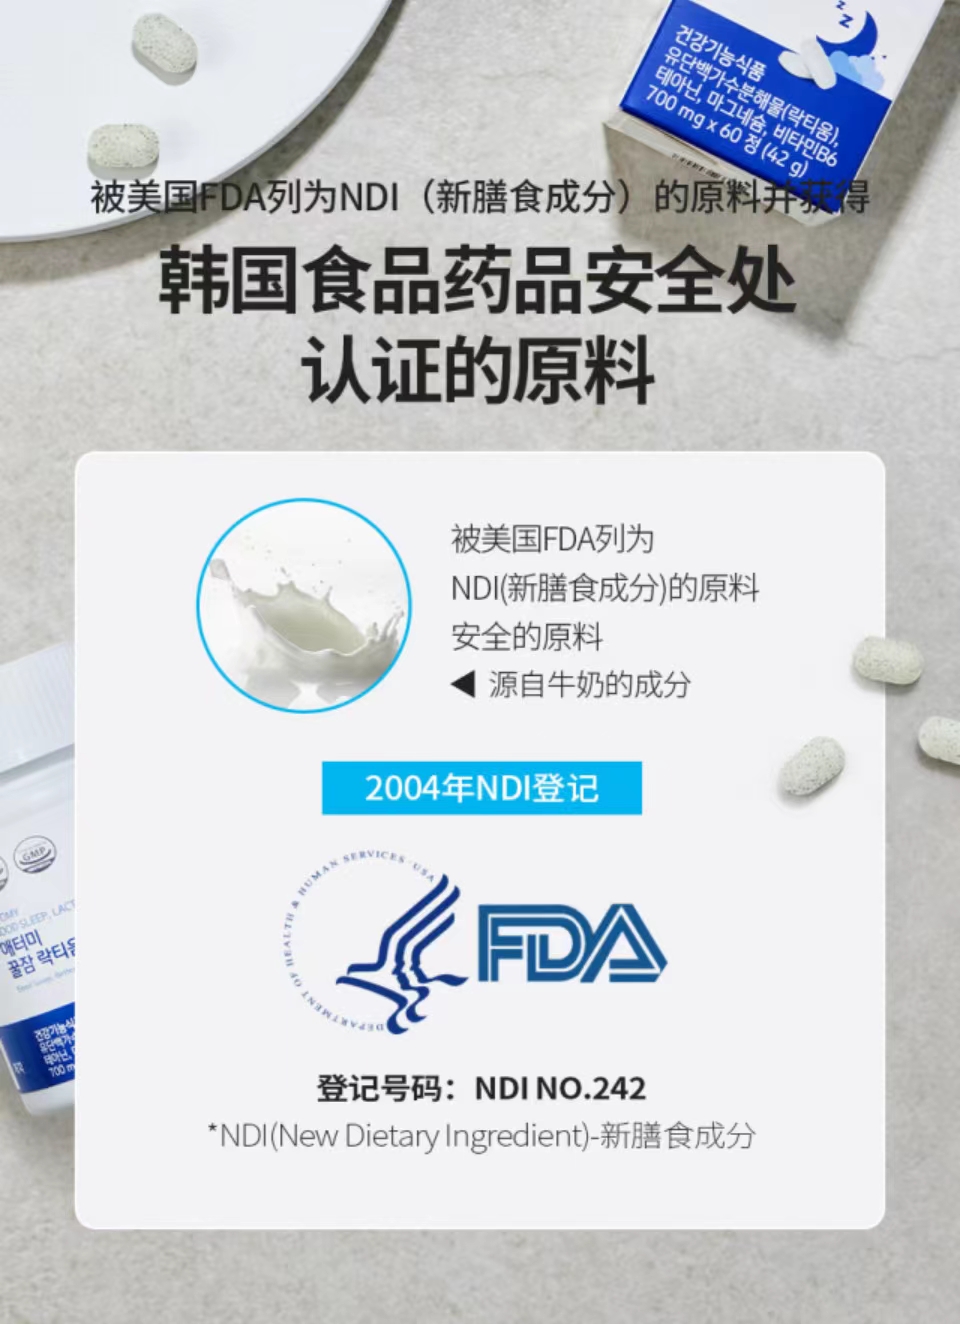 건강기능식품
유단백가수분해물(락티움),
테아닌, 마그네슘, 비타민B6
700 mg x 60 정 (42 g)
被美国FDA列为NDI（新膳食成分）的原料并获得
韩国食品药品安全处
认证的原料
被美国FDA列为
NDI(新膳食成分)的原料
安全的原料
◀ 源自牛奶的成分
2004年NDI登记
DEPARTMENT OF HEALTH & HUMAN SERVICES · USA
FDA
登记号码：NDI NO.242
*NDI(New Dietary Ingredient)-新膳食成分
GMP
애터미
꿀잠 락티움
700 m